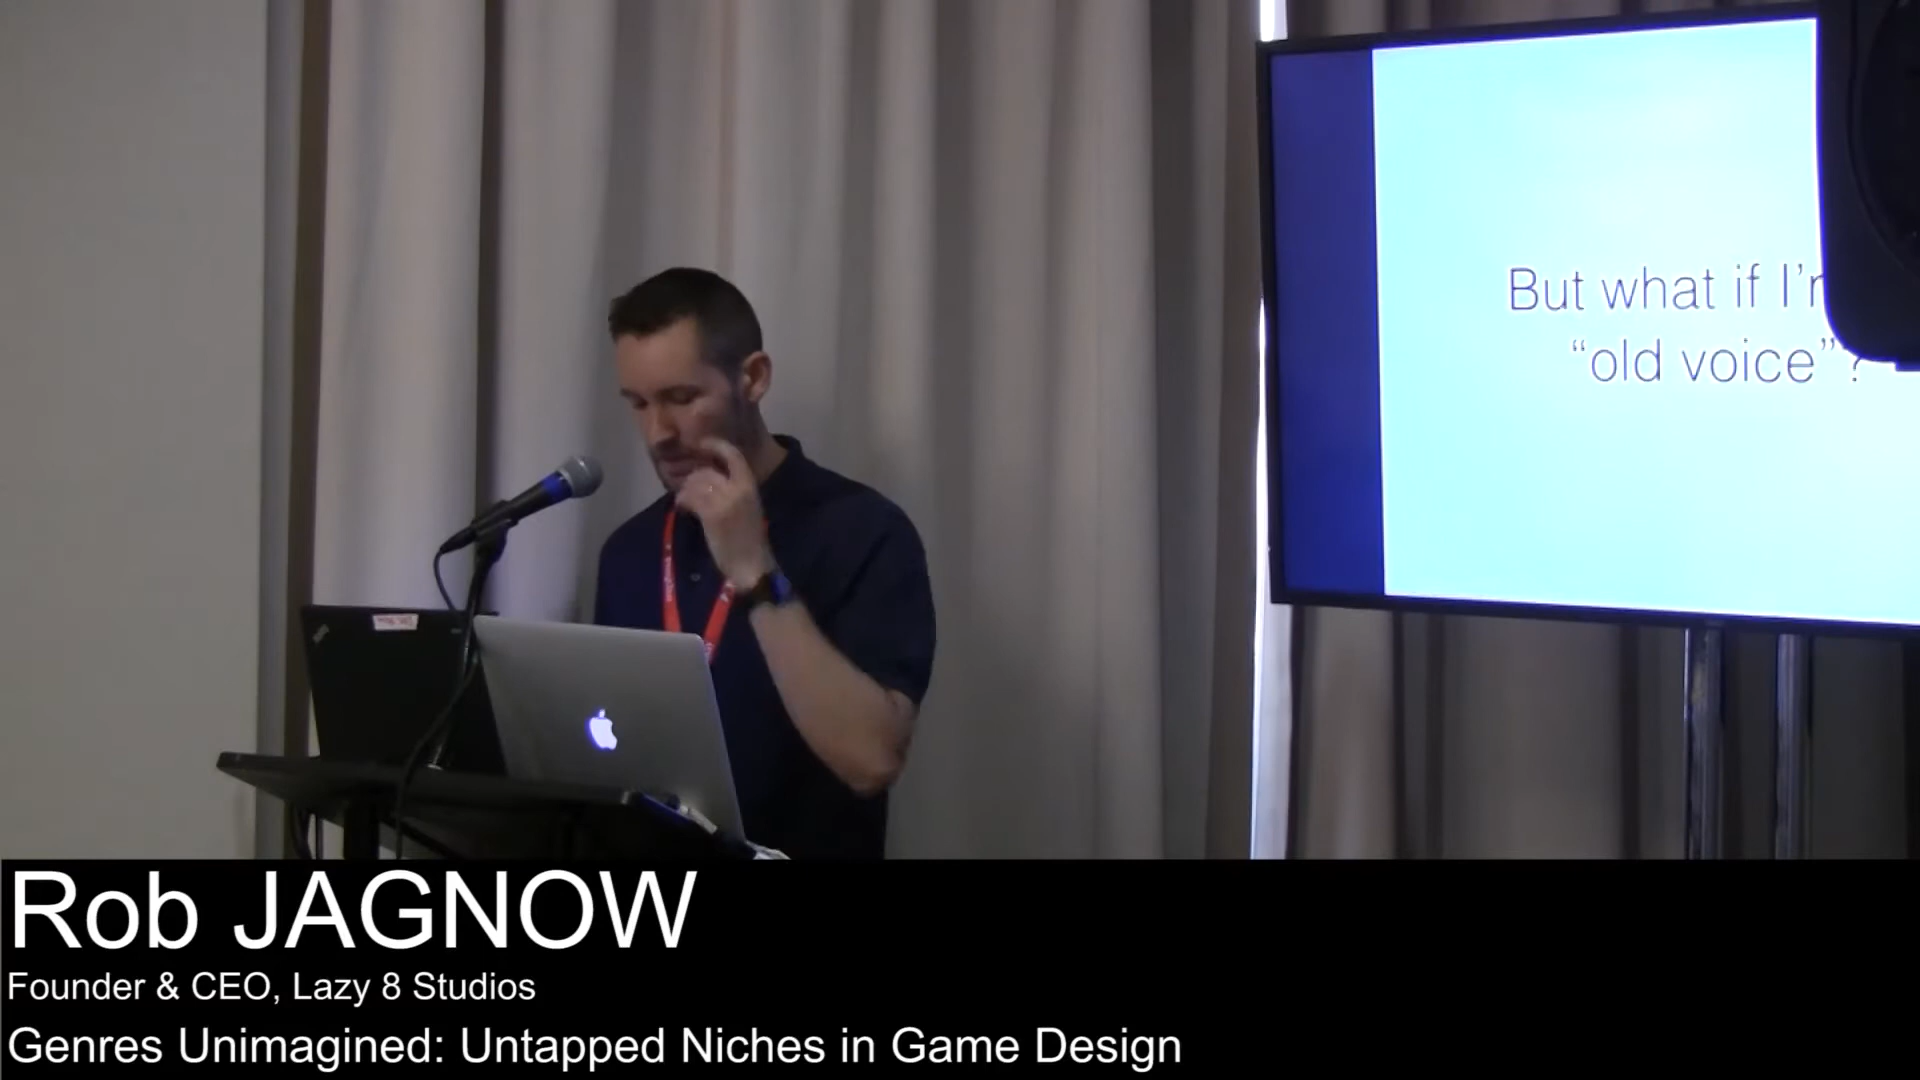 But what if I'
"old voice"?
Rob JAGNOW
Founder & CEO, Lazy 8 Studios
Genres Unimagined: Untapped Niches in Game Design